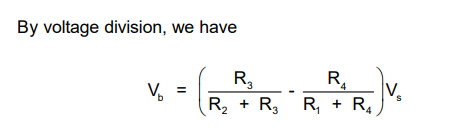 By voltage division, we have
V_b = ( R_3 / (R_2 + R_3) - R_4 / (R_1 + R_4) ) V_s